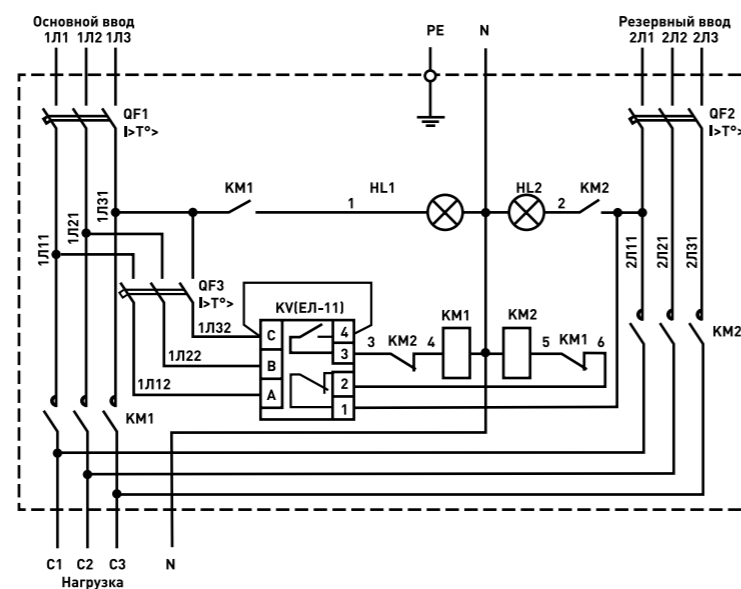 Основной ввод
1Л1 1Л2 1Л3
PE
N
Резервный ввод
2Л1 2Л2 2Л3
QF1
I>T°>
QF2
I>T°>
1Л11
1Л21
1Л31
KM1
1
HL1
HL2
2
KM2
2Л11
2Л21
2Л31
QF3
I>T°>
KV(ЕЛ-11)
1Л32
1Л22
1Л12
C
B
A
4
3
2
1
3
KM2
4
KM1
KM2
5
KM1
6
KM2
KM1
C1 C2 C3
N
Нагрузка